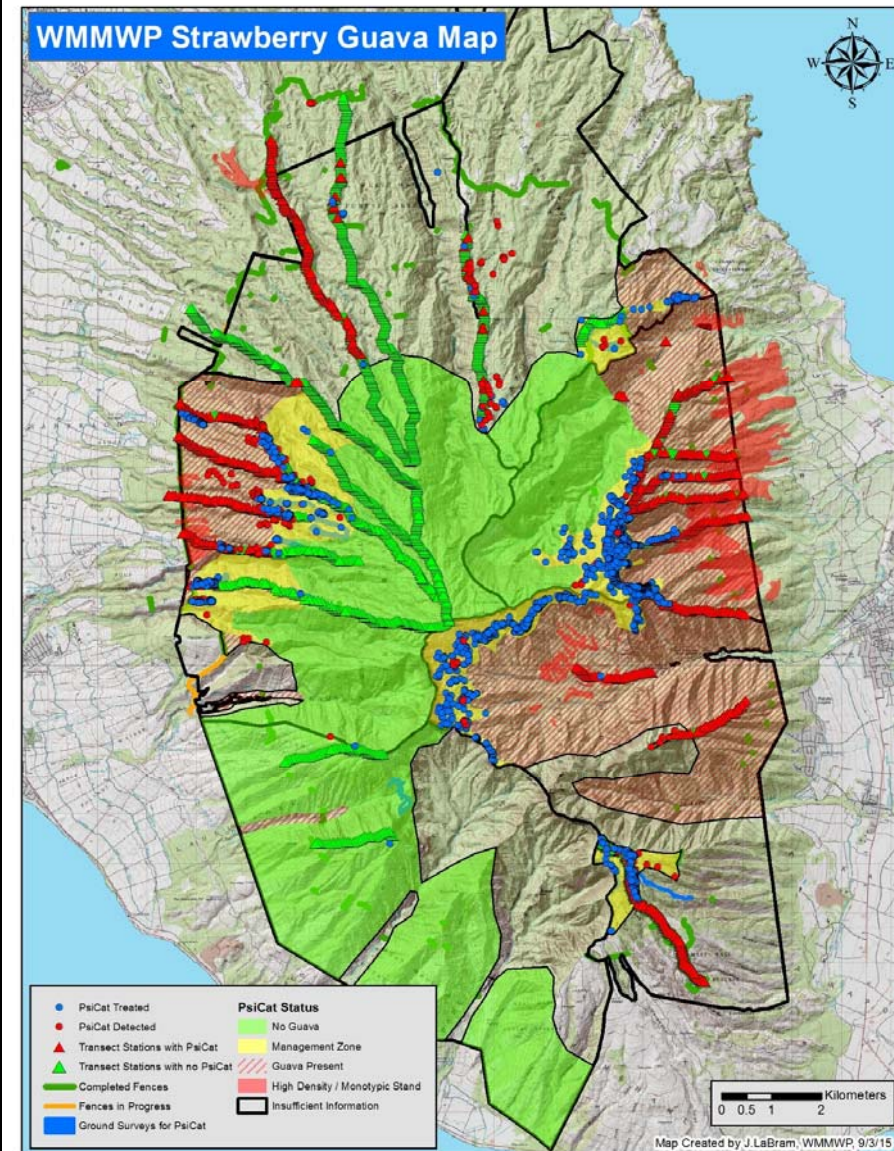 WMMWP Strawberry Guava Map
N
W
E
S
PsiCat Treated
PsiCat Detected
Transect Stations with PsiCat
Transect Stations with no PsiCat
Completed Fences
Fences in Progress
Ground Surveys for PsiCat
PsiCat Status
No Guava
Management Zone
Guava Present
High Density / Monotypic Stand
Insufficient Information
Kilometers
0 0.5 1 2
Map Created by J.LaBram, WMMWP, 9/3/15